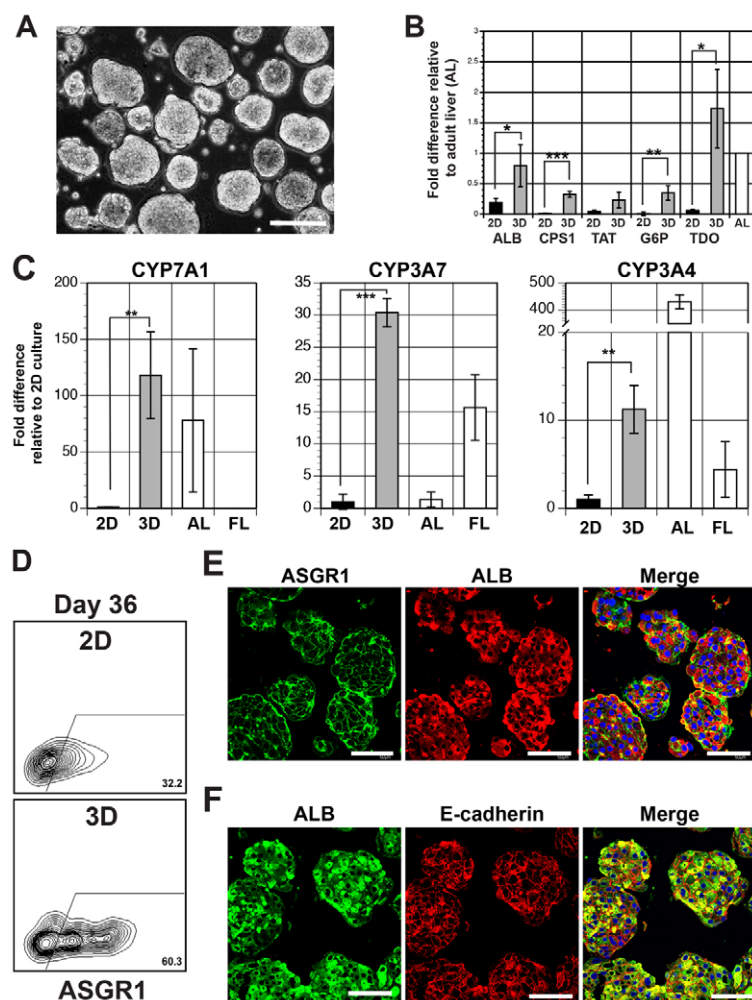 A
B
Fold difference relative
to adult liver (AL)
3
2.5
2
1.5
1
0.5
0
*
***
**
*
2D 3D 2D 3D 2D 3D 2D 3D 2D 3D AL
ALB CPS1 TAT G6P TDO
C
CYP7A1
CYP3A7
CYP3A4
Fold difference
relative to 2D culture
200
150
100
50
0
**
2D 3D AL FL
35
30
25
20
15
10
5
0
***
2D 3D AL FL
500
400
20
10
0
**
2D 3D AL FL
D
Day 36
2D
32.2
3D
60.3
ASGR1
E
ASGR1 ALB Merge
F
ALB E-cadherin Merge